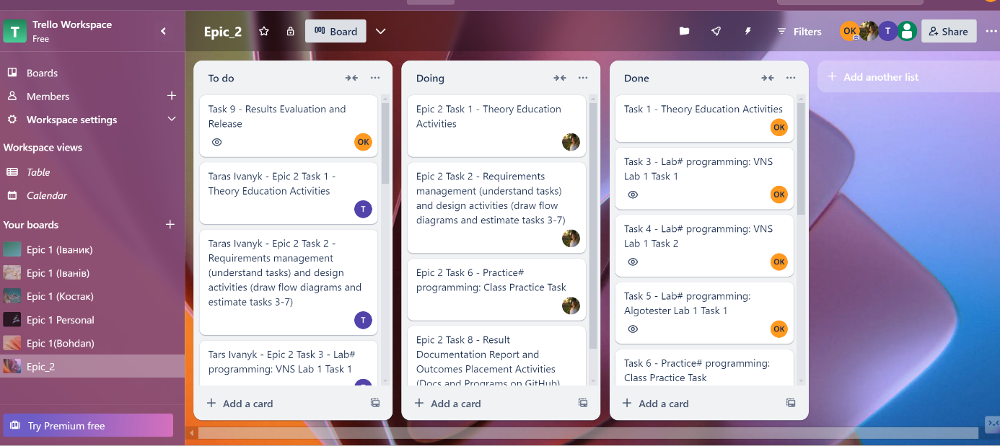 T
Trello Workspace
Free
Boards
Members
Workspace settings
Workspace views
Table
Calendar
Your boards
Epic 1 (Іваник)
Epic 1 (Іванів)
Epic 1 (Костак)
Epic 1 Personal
Epic 1(Bohdan)
Epic_2
Try Premium free
Epic_2
Board
Filters
OK
T
Share
To do
Task 9 - Results Evaluation and
Release
OK
Taras Ivanyk - Epic 2 Task 1 -
Theory Education Activities
T
Taras Ivanyk - Epic 2 Task 2 -
Requirements management
(understand tasks) and design
activities (draw flow diagrams and
estimate tasks 3-7)
T
Tars Ivanyk - Epic 2 Task 3 - Lab#
programming: VNS Lab 1 Task 1
Add a card
Doing
Epic 2 Task 1 - Theory Education
Activities
Epic 2 Task 2 - Requirements
management (understand tasks)
and design activities (draw flow
diagrams and estimate tasks 3-7)
Epic 2 Task 6 - Practice#
programming: Class Practice Task
Epic 2 Task 8 - Result
Documentation Report and
Outcomes Placement Activities
(Docs and Programs on GitHub)
Add a card
Done
Task 1 - Theory Education Activities
OK
Task 3 - Lab# programming: VNS
Lab 1 Task 1
OK
Task 4 - Lab# programming: VNS
Lab 1 Task 2
OK
Task 5 - Lab# programming:
Algotester Lab 1 Task 1
OK
Task 6 - Practice# programming:
Class Practice Task
Add a card
Add another list